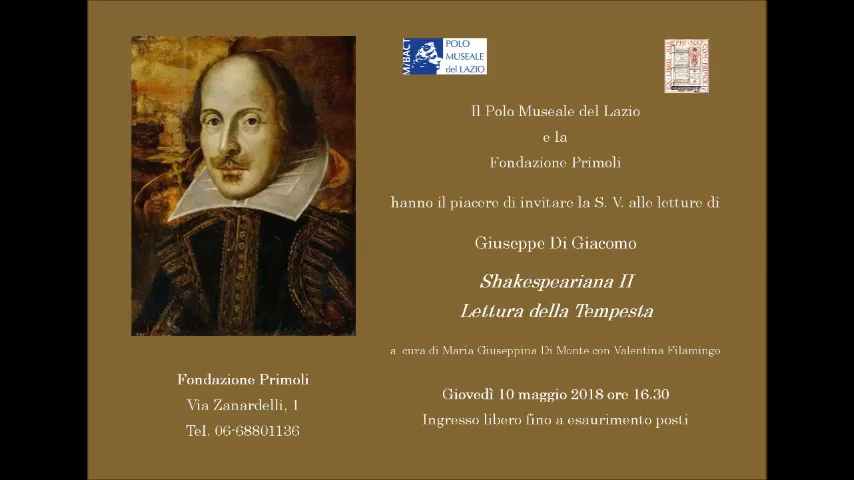 MiBACT
POLO
MUSEALE
del LAZIO
Il Polo Museale del Lazio
e la
Fondazione Primoli
hanno il piacere di invitare la S. V. alle letture di
Giuseppe Di Giacomo
Shakespeariana II
Lettura della Tempesta
a cura di Maria Giuseppina Di Monte con Valentina Filamingo
Giovedì 10 maggio 2018 ore 16.30
Ingresso libero fino a esaurimento posti
Fondazione Primoli
Via Zanardelli, 1
Tel. 06-68801136